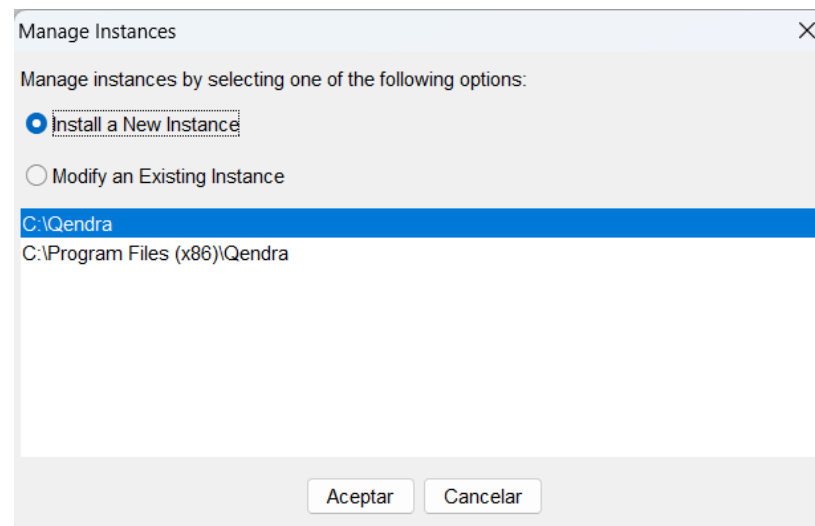 Manage Instances
Manage instances by selecting one of the following options:
Install a New Instance
Modify an Existing Instance
C:\Qendra
C:\Program Files (x86)\Qendra
Aceptar Cancelar